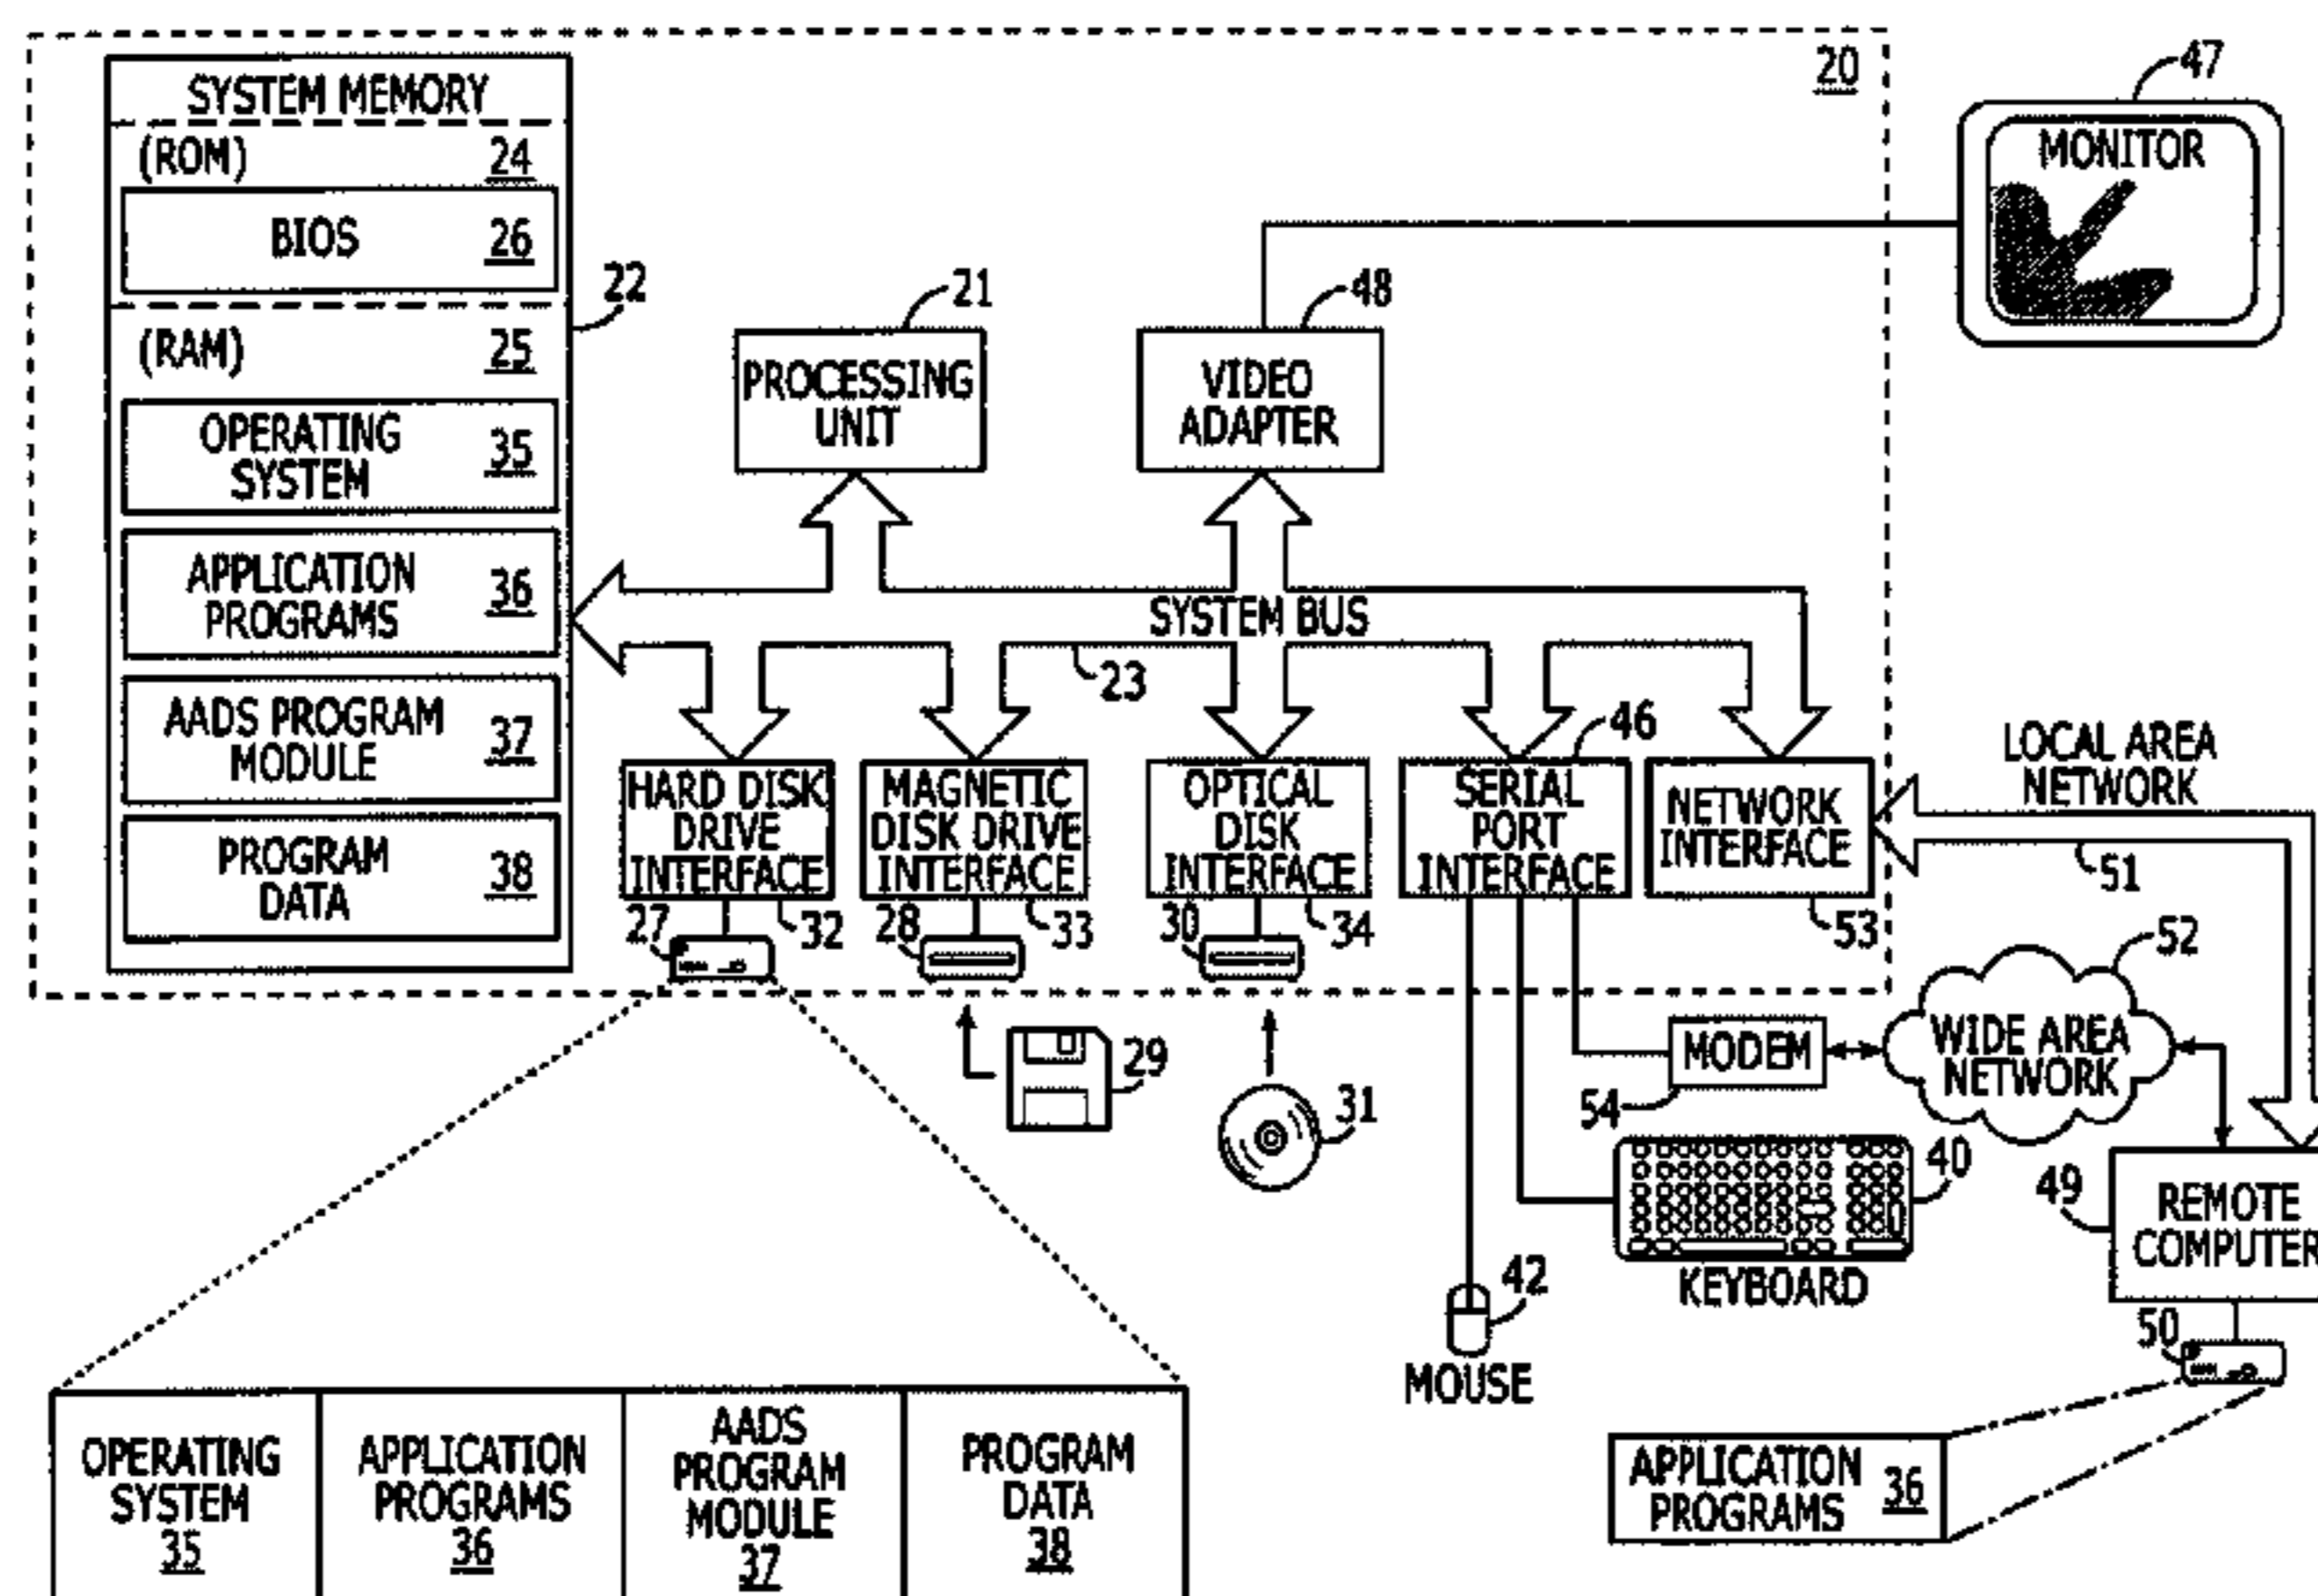 20
47
SYSTEM MEMORY
(ROM) 24
BIOS 26
22
(RAM) 25
OPERATING
SYSTEM
35
APPLICATION
PROGRAMS
36
AADS PROGRAM
MODULE
37
PROGRAM
DATA
38
MONITOR
21
PROCESSING
UNIT
48
VIDEO
ADAPTER
SYSTEM BUS
23
HARD DISK
DRIVE
INTERFACE
27
32
MAGNETIC
DISK DRIVE
INTERFACE
28
33
OPTICAL
DISK
INTERFACE
30
34
46
SERIAL
PORT
INTERFACE
NETWORK
INTERFACE
53
LOCAL AREA
NETWORK
51
52
WIDE AREA
NETWORK
MODEM
54
29
31
40
KEYBOARD
42
MOUSE
49
REMOTE
COMPUTER
50
APPLICATION
PROGRAMS
36
OPERATING
SYSTEM
35
APPLICATION
PROGRAMS
36
AADS
PROGRAM
MODULE
37
PROGRAM
DATA
38